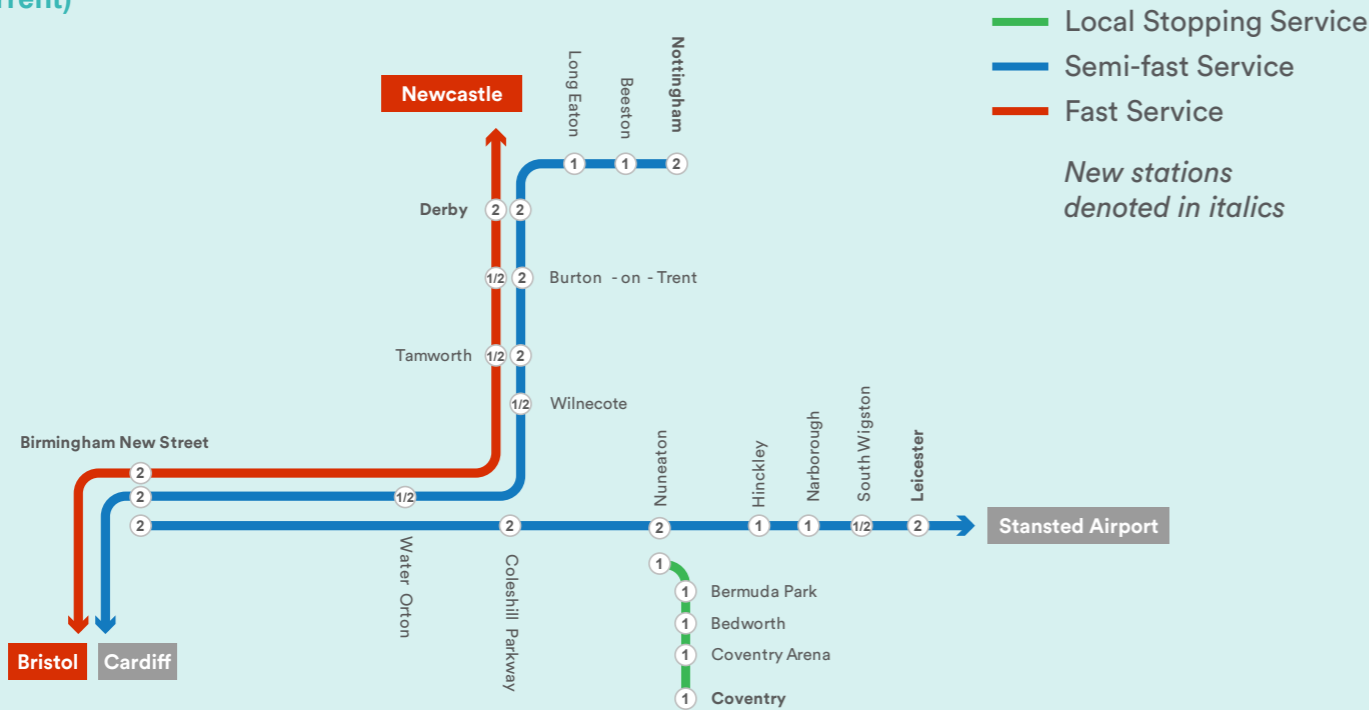 rent)
Local Stopping Service
Semi-fast Service
Fast Service
New stations
denoted in italics
Newcastle
Long Eaton
Beeston
Nottingham
1
1
2
Derby
2
2
1/2
2
Burton - on - Trent
Tamworth
1/2
2
1/2
Wilnecote
Birmingham New Street
2
2
1/2
2
Water Orton
2
Coleshill Parkway
Nuneaton
2
Hinckley
1
Narborough
1
South Wigston
1/2
Leicester
2
Stansted Airport
1
1
Bermuda Park
1
Bedworth
1
Coventry Arena
1
Coventry
Bristol
Cardiff